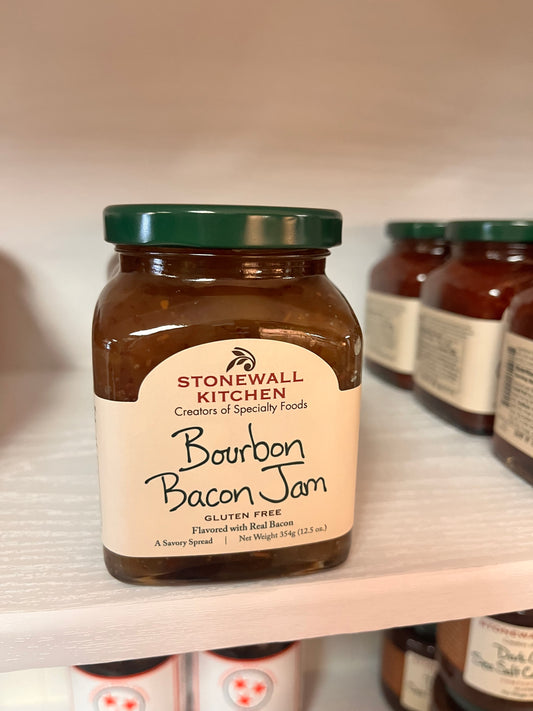 STONEWALL
KITCHEN
Creators of Specialty Foods
Bourbon
Bacon Jam
GLUTEN FREE
Flavored with Real Bacon
A Savory Spread | Net Weight 354g (12.5 oz.)
STONEWALL